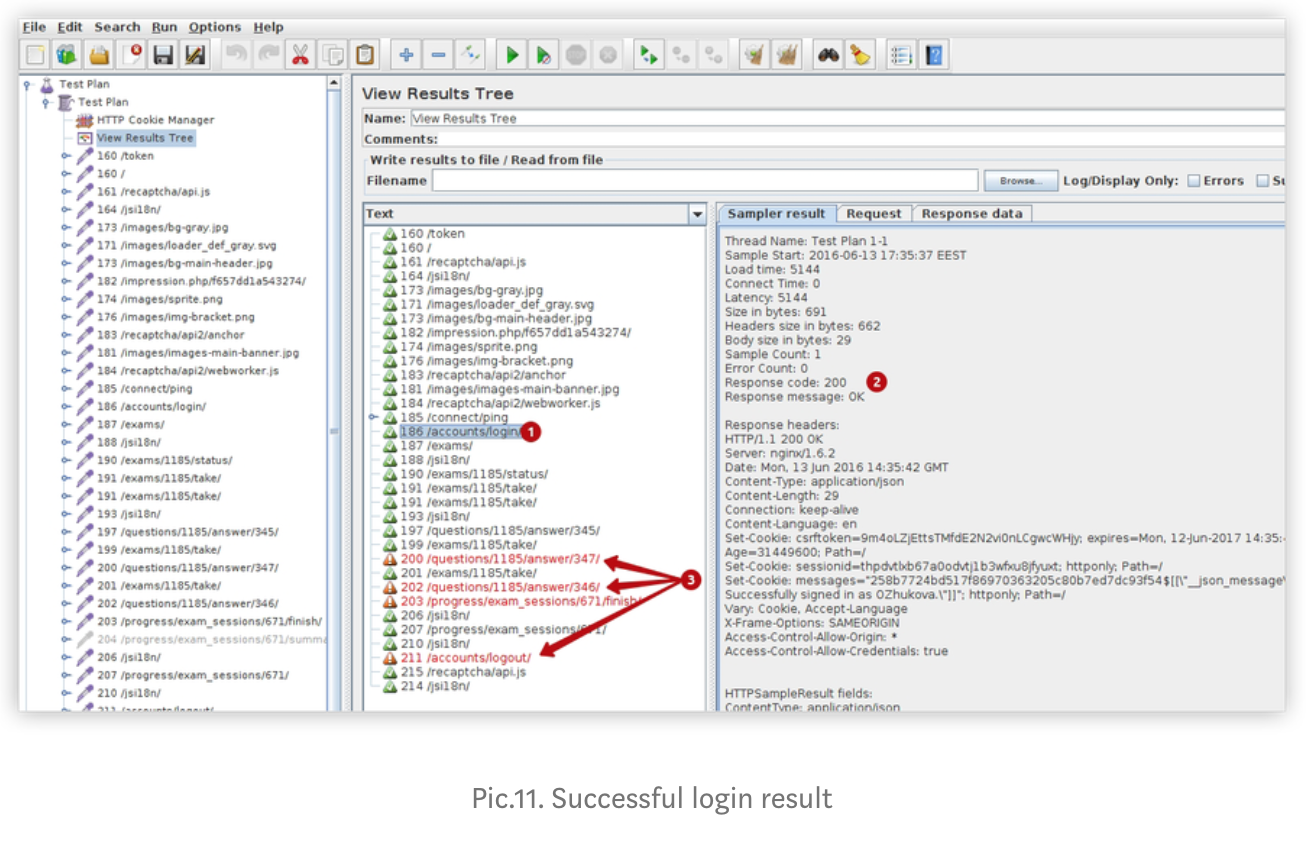 File Edit Search Run Options Help
Test Plan
Test Plan
HTTP Cookie Manager
View Results Tree
160 /token
160 /
161 /recaptcha/api.js
164 /jsi18n/
173 /images/bg-gray.jpg
171 /images/loader_def_gray.svg
173 /images/bg-main-header.jpg
182 /impression.php/f657dd1a543274/
174 /images/sprite.png
176 /images/img-bracket.png
183 /recaptcha/api2/anchor
181 /images/images-main-banner.jpg
184 /recaptcha/api2/webworker.js
185 /connect/ping
186 /accounts/login/
187 /exams/
188 /jsi18n/
190 /exams/1185/status/
191 /exams/1185/take/
191 /exams/1185/take/
193 /jsi18n/
197 /questions/1185/answer/345/
199 /exams/1185/take/
200 /questions/1185/answer/347/
201 /exams/1185/take/
202 /questions/1185/answer/346/
203 /progress/exam_sessions/671/finish/
204 /progress/exam_sessions/671/summa
206 /jsi18n/
207 /progress/exam_sessions/671/
210 /jsi18n/
211 /accounts/logout/
View Results Tree
Name: View Results Tree
Comments:
Write results to file / Read from file
Filename Browse... Log/Display Only: Errors Su
Text
160 /token
160 /
161 /recaptcha/api.js
164 /jsi18n/
173 /images/bg-gray.jpg
171 /images/loader_def_gray.svg
173 /images/bg-main-header.jpg
182 /impression.php/f657dd1a543274/
174 /images/sprite.png
176 /images/img-bracket.png
183 /recaptcha/api2/anchor
181 /images/images-main-banner.jpg
184 /recaptcha/api2/webworker.js
185 /connect/ping
186 /accounts/login/ 1
187 /exams/
188 /jsi18n/
190 /exams/1185/status/
191 /exams/1185/take/
191 /exams/1185/take/
193 /jsi18n/
197 /questions/1185/answer/345/
199 /exams/1185/take/
200 /questions/1185/answer/347/
201 /exams/1185/take/ 3
202 /questions/1185/answer/346/
203 /progress/exam_sessions/671/finish/
206 /jsi18n/
207 /progress/exam_sessions/671/
210 /jsi18n/
211 /accounts/logout/
215 /recaptcha/api.js
214 /jsi18n/
Sampler result Request Response data
Thread Name: Test Plan 1-1
Sample Start: 2016-06-13 17:35:37 EEST
Load time: 5144
Connect Time: 0
Latency: 5144
Size in bytes: 691
Headers size in bytes: 662
Body size in bytes: 29
Sample Count: 1
Error Count: 0
Response code: 200 2
Response message: OK
Response headers:
HTTP/1.1 200 OK
Server: nginx/1.6.2
Date: Mon, 13 Jun 2016 14:35:42 GMT
Content-Type: application/json
Content-Length: 29
Connection: keep-alive
Content-Language: en
Set-Cookie: csrftoken=9m4oLZjEttsTMfdE2N2vi0nLCgwcWHjy; expires=Mon, 12-Jun-2017 14:35:
Age=31449600; Path=/
Set-Cookie: sessionid=thpdvtlxb67a0odvtj1b3wfxu8jfyuxt; httponly; Path=/
Set-Cookie: messages="258b7724bd517f86970363205c80b7ed7dc93f54$[[\"__json_message\
Successfully signed in as OZhukova.\"]]"; httponly; Path=/
Vary: Cookie, Accept-Language
X-Frame-Options: SAMEORIGIN
Access-Control-Allow-Origin: *
Access-Control-Allow-Credentials: true
HTTPSampleResult fields:
ContentType: application/json
Pic.11. Successful login result